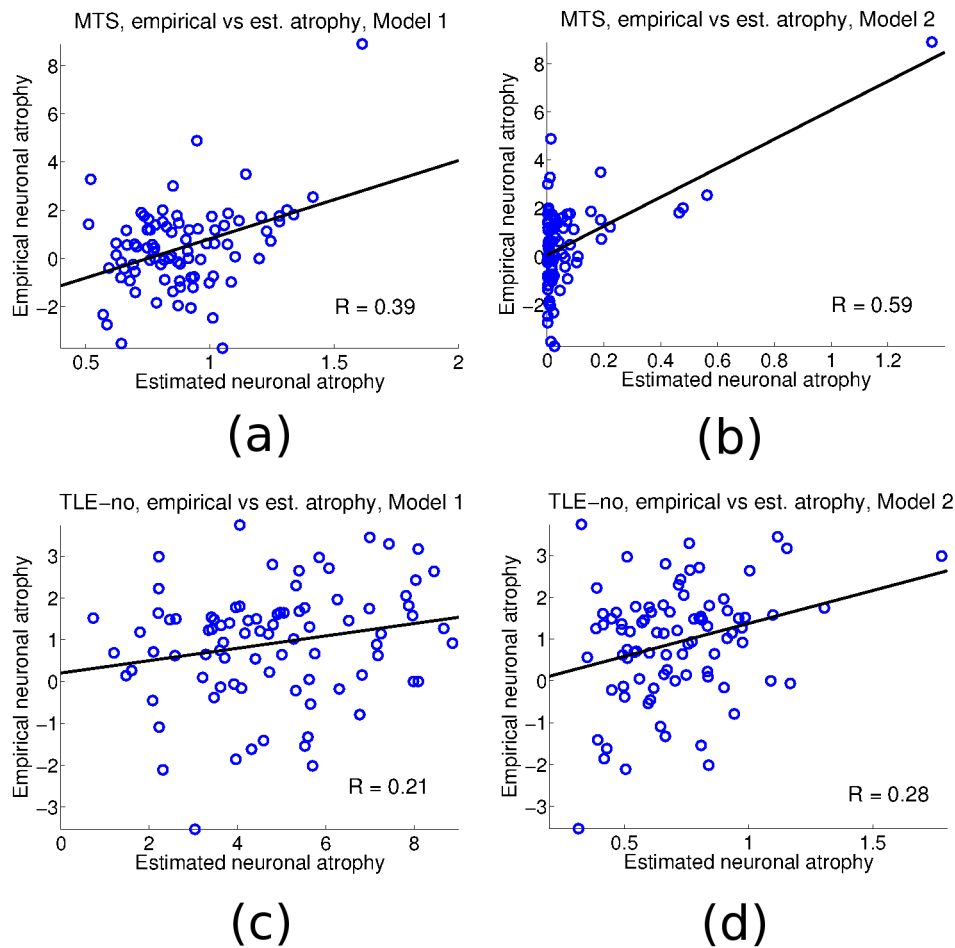 MTS, empirical vs est. atrophy, Model 1
Empirical neuronal atrophy
8
6
4
2
0
−2
R = 0.39
0.5 1 1.5 2
Estimated neuronal atrophy
(a)
MTS, empirical vs est. atrophy, Model 2
Empirical neuronal atrophy
8
6
4
2
0
−2
R = 0.59
0 0.2 0.4 0.6 0.8 1 1.2
Estimated neuronal atrophy
(b)
TLE−no, empirical vs est. atrophy, Model 1
Empirical neuronal atrophy
3
2
1
0
−1
−2
−3
R = 0.21
0 2 4 6 8
Estimated neuronal atrophy
(c)
TLE−no, empirical vs est. atrophy, Model 2
Empirical neuronal atrophy
3
2
1
0
−1
−2
−3
R = 0.28
0.5 1 1.5
Estimated neuronal atrophy
(d)